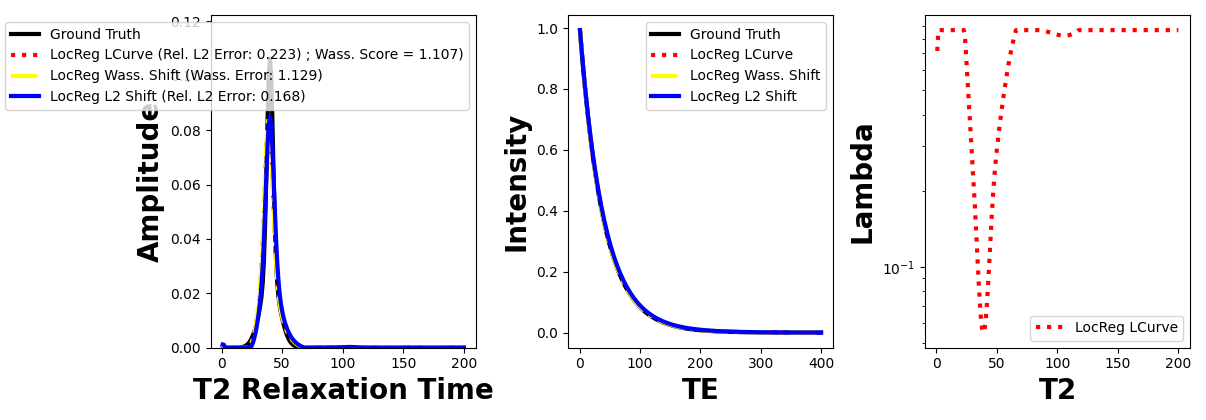 0.12
0.08
0.06
0.04
0.02
0.00
Amplitude
0 50 100 150 200
T2 Relaxation Time
Ground Truth
LocReg LCurve (Rel. L2 Error: 0.223) ; Wass. Score = 1.107)
LocReg Wass. Shift (Wass. Error: 1.129)
LocReg L2 Shift (Rel. L2 Error: 0.168)
1.0
0.8
0.6
0.4
0.2
0.0
Intensity
0 100 200 300 400
TE
Ground Truth
LocReg LCurve
LocReg Wass. Shift
LocReg L2 Shift
10⁻¹
Lambda
0 50 100 150 200
T2
LocReg LCurve